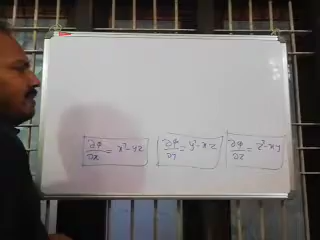 ∂φ/∂x = x²-yz
∂φ/∂y = y²-xz
∂φ/∂z = z²-xy